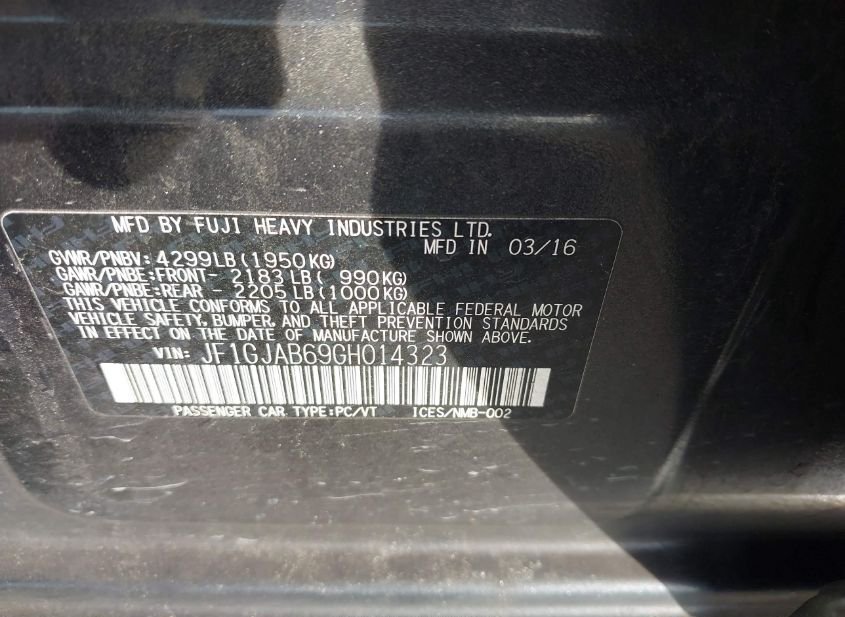 MFD BY FUJI HEAVY INDUSTRIES LTD.
MFD IN 03/16
GVWR/PNBV: 4299LB (1950KG)
GAWR/PNBE: FRONT- 2183 LB ( 990KG)
GAWR/PNBE: REAR - 2205 LB (1000KG)
THIS VEHICLE CONFORMS TO ALL APPLICABLE FEDERAL MOTOR
VEHICLE SAFETY, BUMPER, AND THEFT PREVENTION STANDARDS
IN EFFECT ON THE DATE OF MANUFACTURE SHOWN ABOVE.
VIN: JF1GJAB69GH014323
PASSENGER CAR TYPE:PC/VT ICES/NMB-002